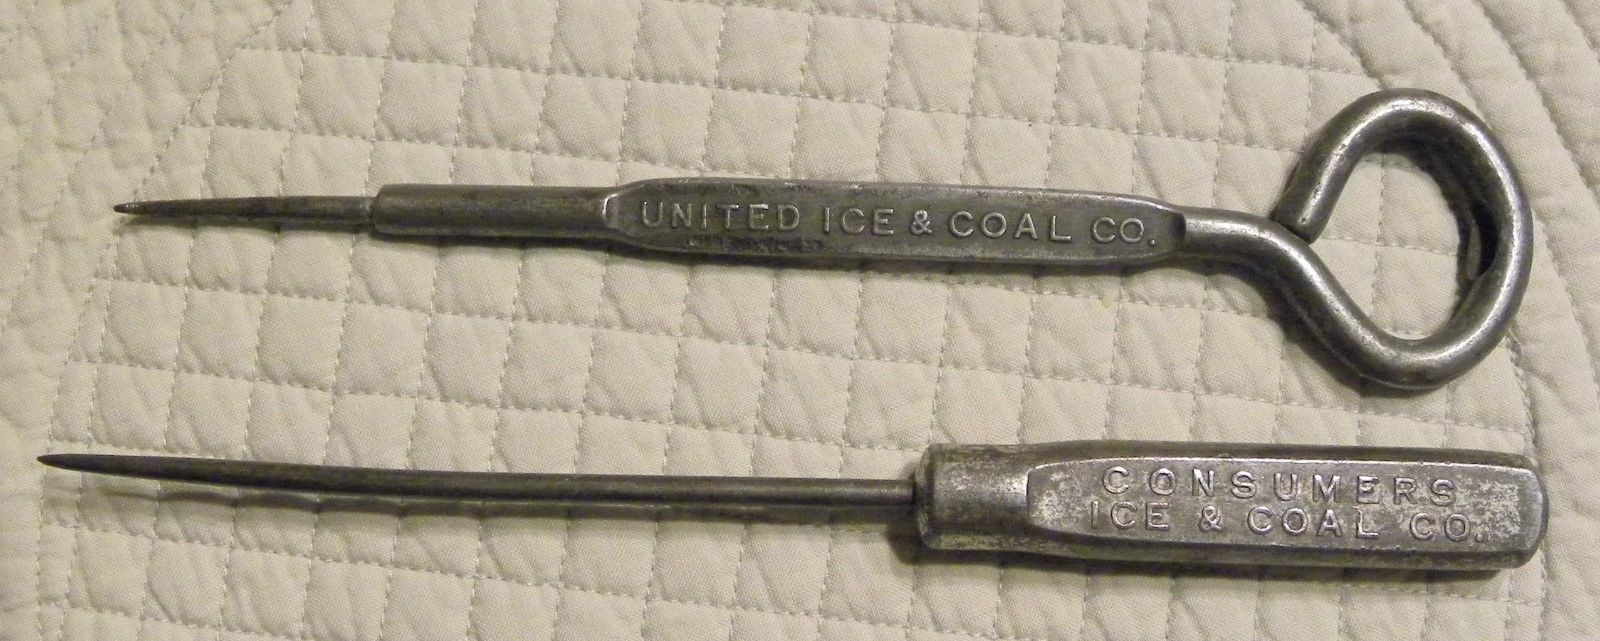 UNITED ICE & COAL CO.
CONSUMERS
ICE & COAL CO.